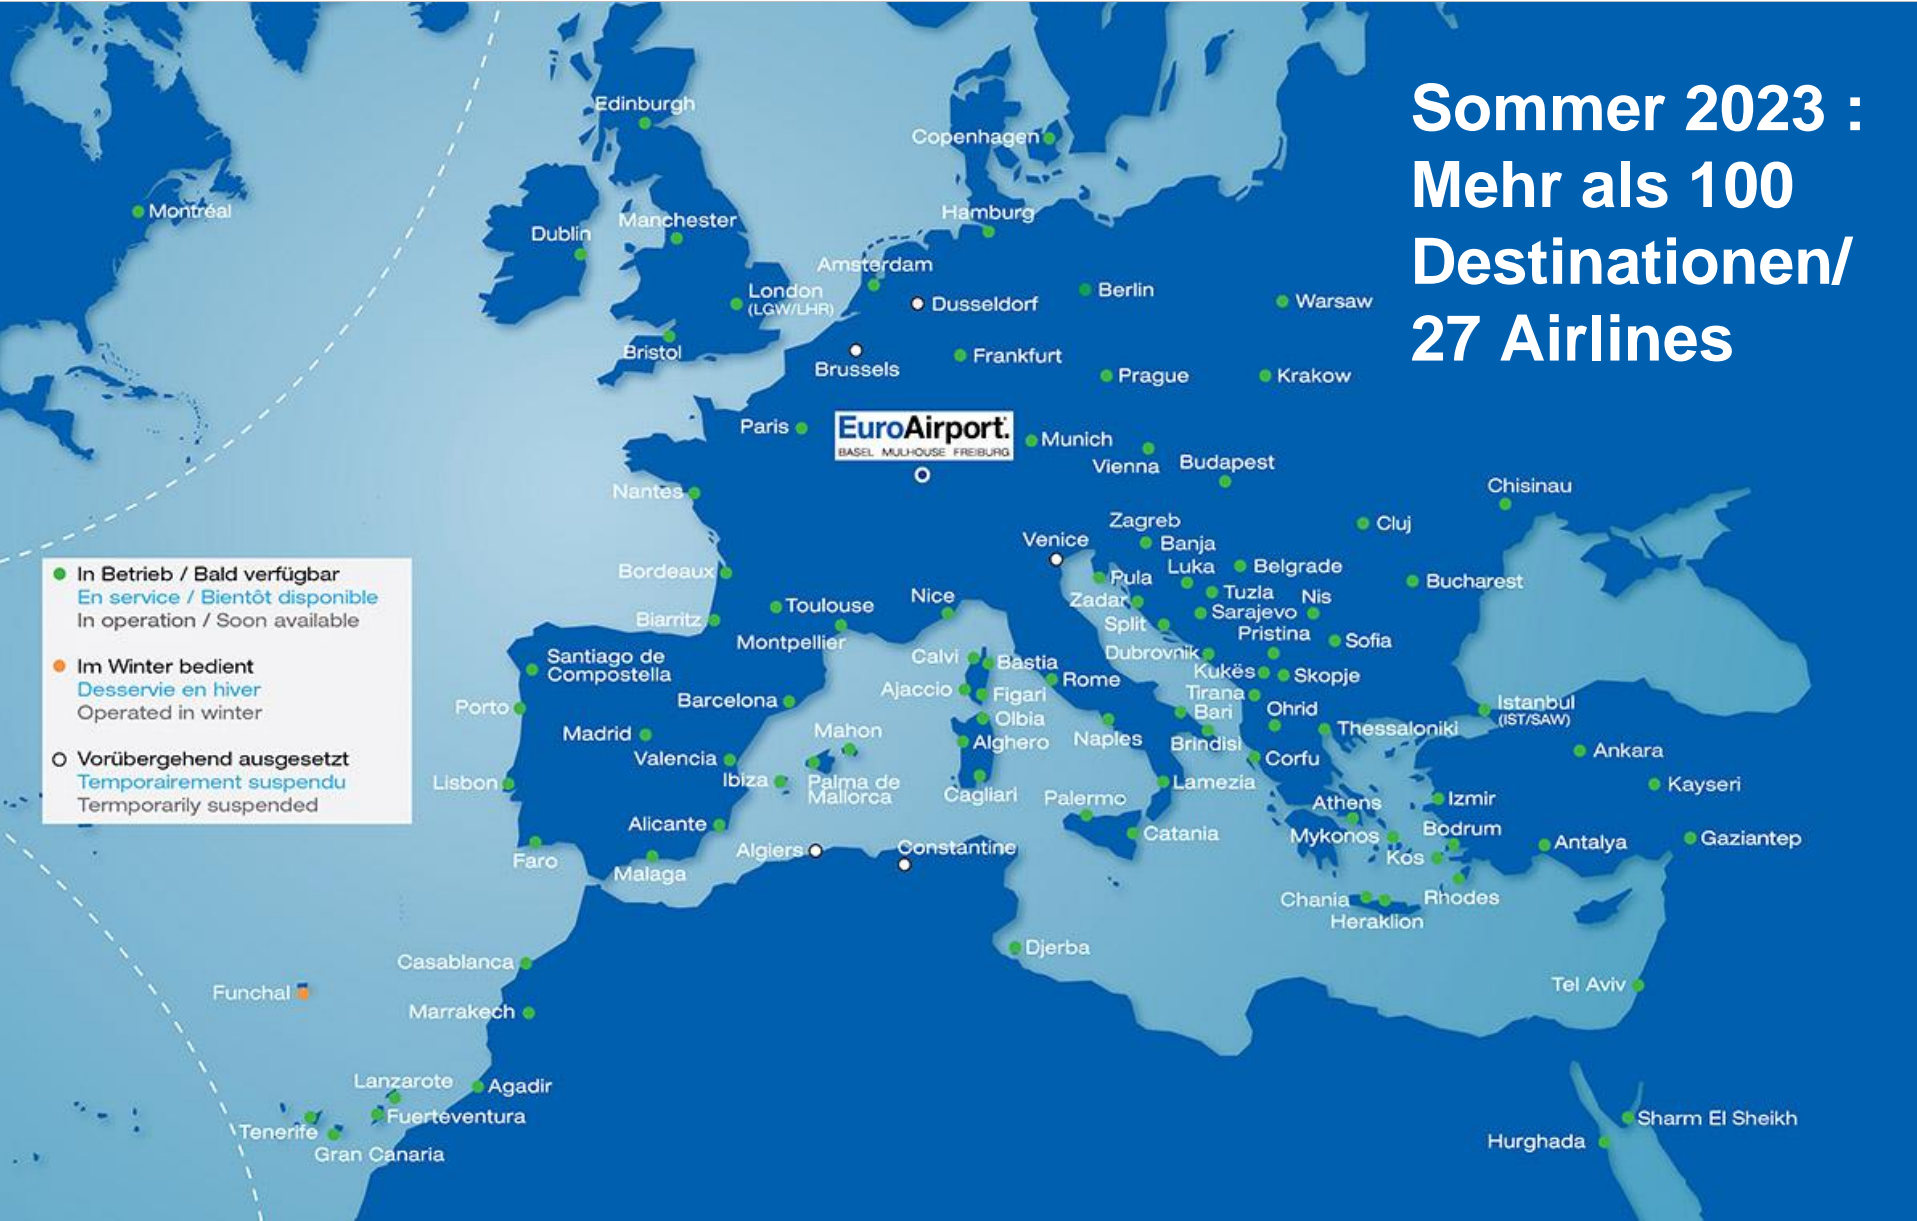 Sommer 2023 :
Mehr als 100
Destinationen/
27 Airlines
Edinburgh
Copenhagen
Montréal
Hamburg
Manchester
Dublin
Amsterdam
London
(LGW/LHR)
Dusseldorf
Berlin
Warsaw
Bristol
Brussels
Frankfurt
Prague
Krakow
Paris
EuroAirport.
BASEL MULHOUSE FREIBURG
Munich
Vienna
Budapest
Nantes
Chisinau
Zagreb
Cluj
Venice
Banja
Luka
Belgrade
Bordeaux
Pula
Bucharest
Tuzla
Nis
Nice
Toulouse
Zadar
Sarajevo
Biarritz
Split
Pristina
Sofia
Montpellier
Santiago de
Compostella
Calvi
Bastia
Dubrovnik
Kukës
Skopje
Rome
Ajaccio
Figari
Tirana
Barcelona
Porto
Olbia
Bari
Ohrid
Istanbul
(IST/SAW)
Madrid
Mahon
Alghero
Naples
Brindisi
Thessaloniki
Valencia
Corfu
Ankara
Lisbon
Ibiza
Palma de
Mallorca
Cagliari
Palermo
Lamezia
Kayseri
Athens
Izmir
Alicante
Catania
Mykonos
Bodrum
Antalya
Gaziantep
Algiers
Constantine
Kos
Faro
Malaga
Chania
Rhodes
Heraklion
Djerba
Casablanca
Tel Aviv
Funchal
Marrakech
Lanzarote
Agadir
Fuerteventura
Tenerife
Gran Canaria
Sharm El Sheikh
Hurghada
In Betrieb / Bald verfügbar
En service / Bientôt disponible
In operation / Soon available
Im Winter bedient
Desservie en hiver
Operated in winter
Vorübergehend ausgesetzt
Temporairement suspendu
Termporarily suspended